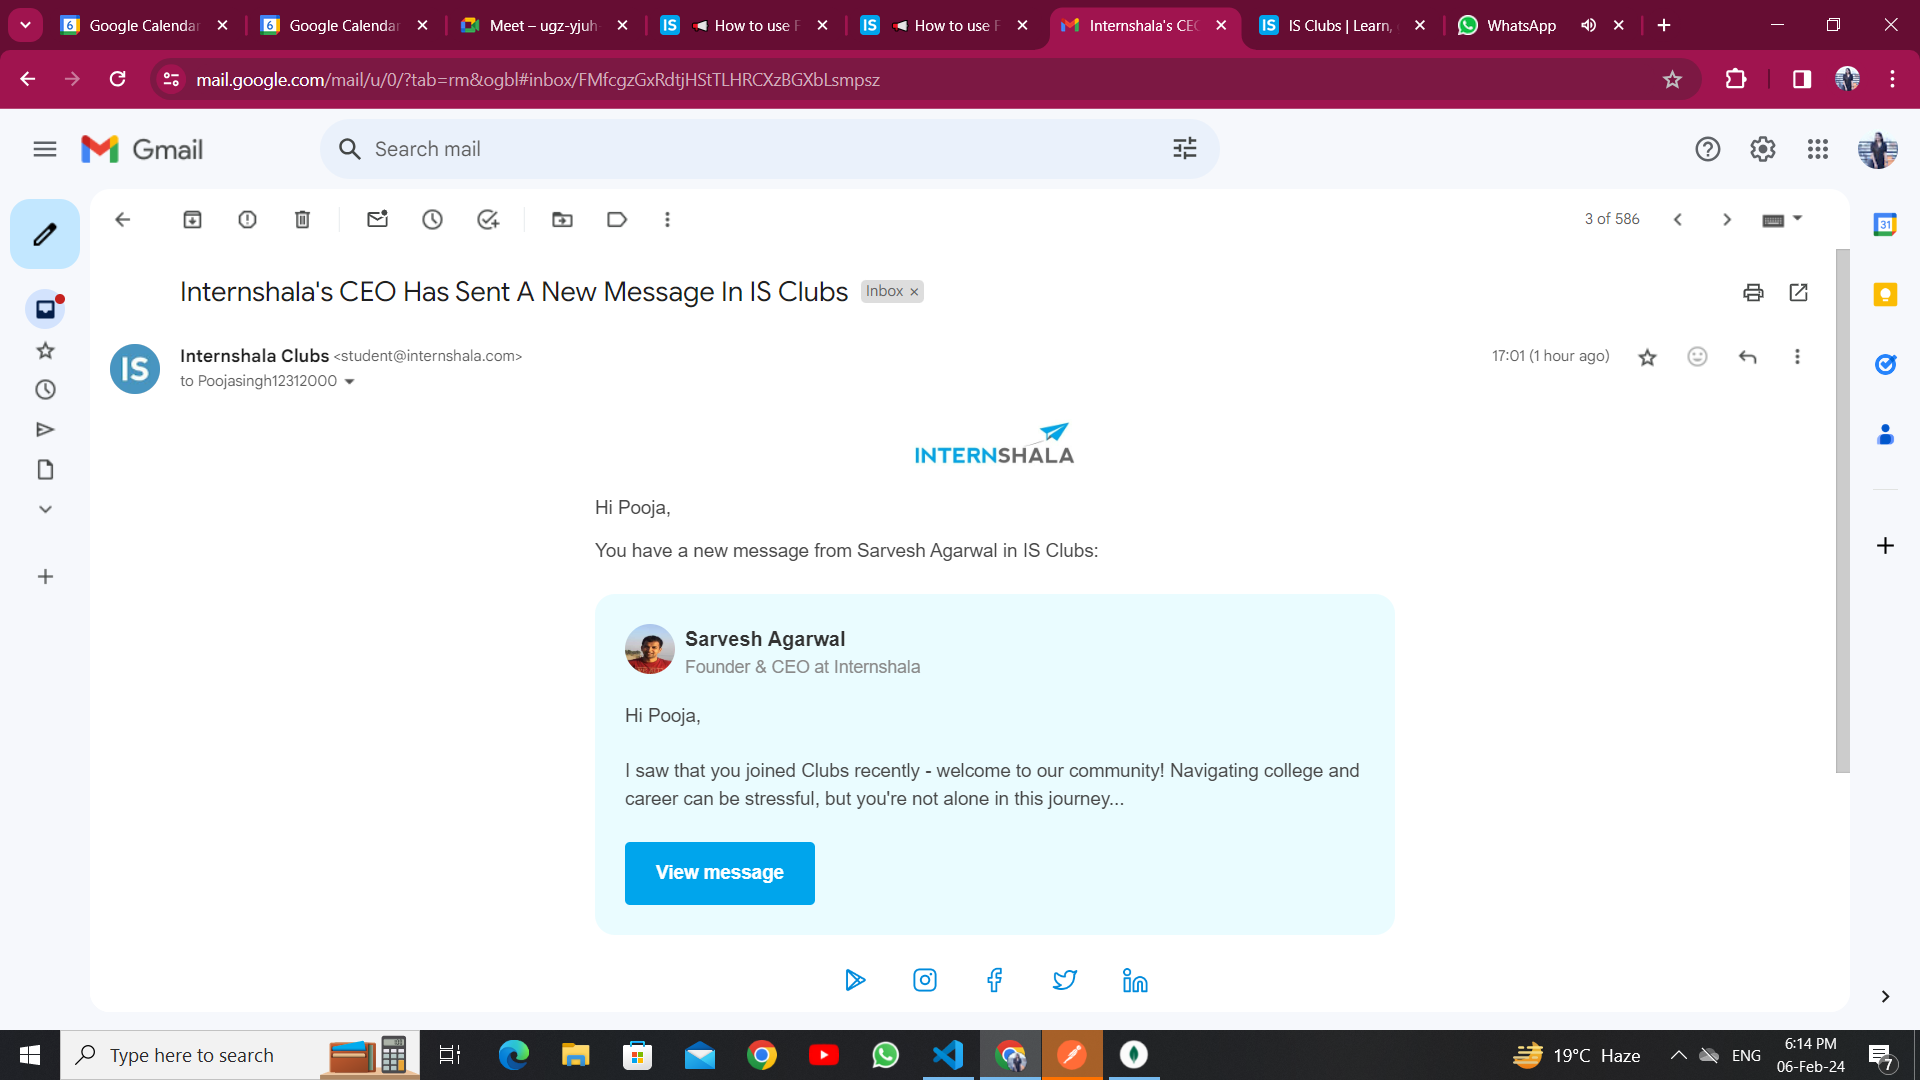 Google Calendar
Google Calendar
Meet – ugz-yjuh
How to use F
How to use F
Internshala's CEO
IS Clubs | Learn,
WhatsApp
mail.google.com/mail/u/0/?tab=rm&ogbl#inbox/FMfcgzGxRdtjHStTLHRCXzBGXbLsmpsz
Gmail
Search mail
3 of 586
Internshala's CEO Has Sent A New Message In IS Clubs
Inbox ×
IS
Internshala Clubs <student@internshala.com>
17:01 (1 hour ago)
to Poojasingh12312000
INTERNSHALA
Hi Pooja,
You have a new message from Sarvesh Agarwal in IS Clubs:
Sarvesh Agarwal
Founder & CEO at Internshala
Hi Pooja,
I saw that you joined Clubs recently - welcome to our community! Navigating college and
career can be stressful, but you're not alone in this journey...
View message
Type here to search
19°C Haze
ENG
6:14 PM
06-Feb-24
7